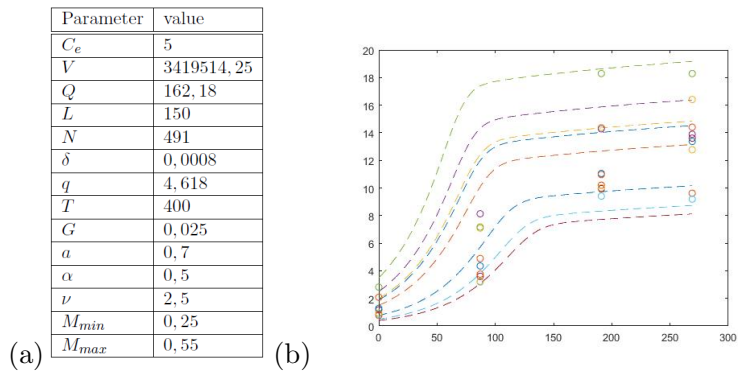 Parameter value
C_e 5
V 3419514, 25
Q 162, 18
L 150
N 491
δ 0, 0008
q 4, 618
T 400
G 0, 025
a 0, 7
α 0, 5
ν 2, 5
M_min 0, 25
M_max 0, 55
(a)
20
18
16
14
12
10
8
6
4
2
0
0 50 100 150 200 250 300
(b)